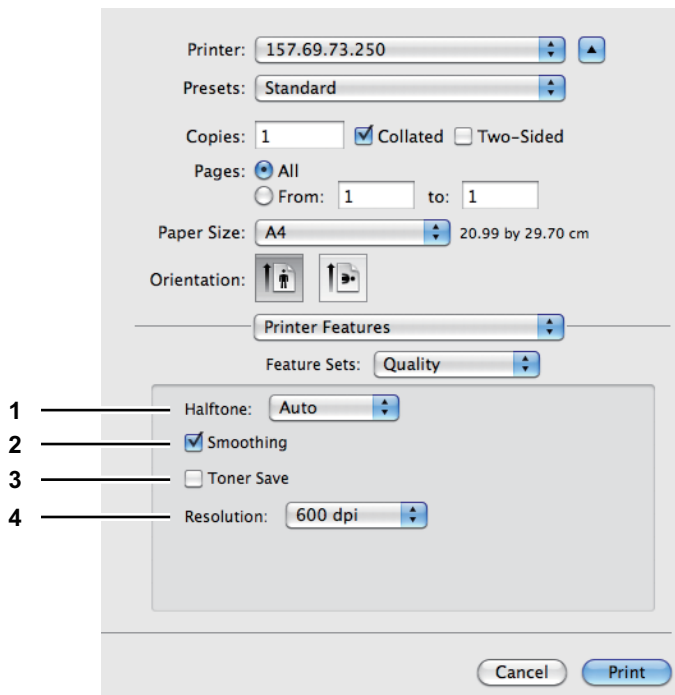 Printer: 157.69.73.250
Presets: Standard
Copies: 1 Collated Two-Sided
Pages: All
From: 1 to: 1
Paper Size: A4 20.99 by 29.70 cm
Orientation:
Printer Features
Feature Sets: Quality
1 Halftone: Auto
2 Smoothing
3 Toner Save
4 Resolution: 600 dpi
Cancel Print